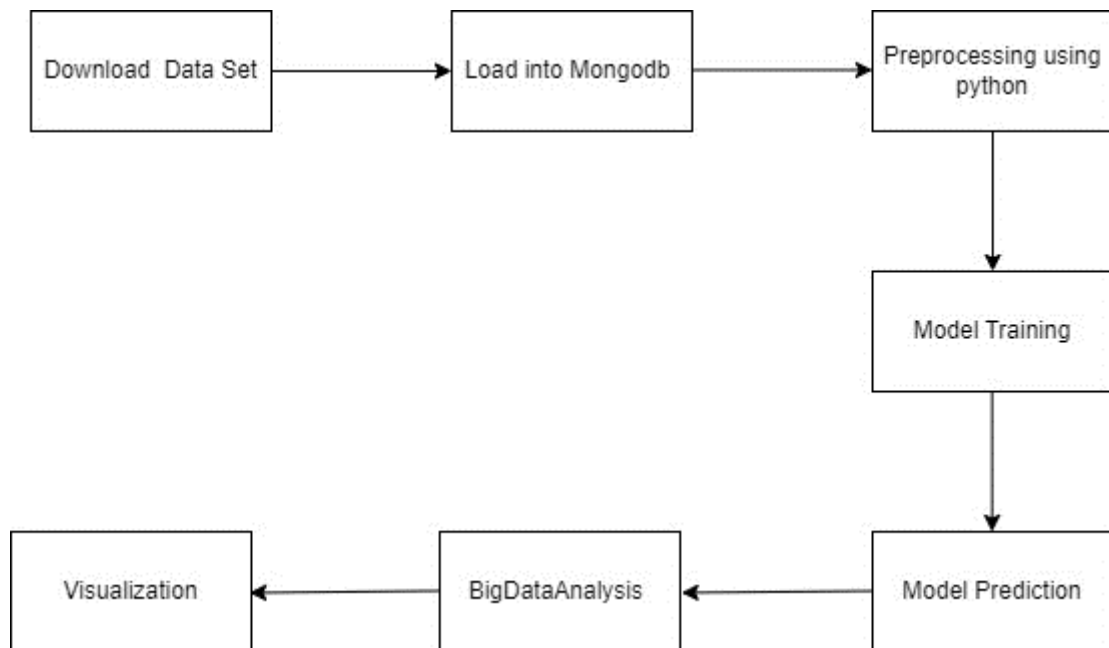 Download  Data Set
Load into Mongodb
Preprocessing using
python
Model Training
Model Prediction
BigDataAnalysis
Visualization